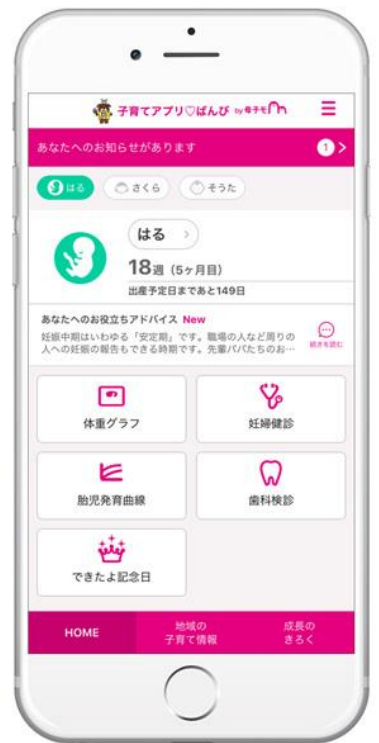 子育てアプリ♡ばんび by母子モ
あなたへのお知らせがあります 1
はる さくら そうた
はる
18週 (5ヶ月目)
出産予定日まであと149日
あなたへのお役立ちアドバイス New
妊娠中期はいわゆる「安定期」です。職場の人など周りの
人への妊娠の報告もできる時期です。先輩パパたちのお…
続きを読む
体重グラフ 妊婦健診
胎児発育曲線 歯科検診
できたよ記念日
HOME
地域の
子育て情報
成長の
きろく